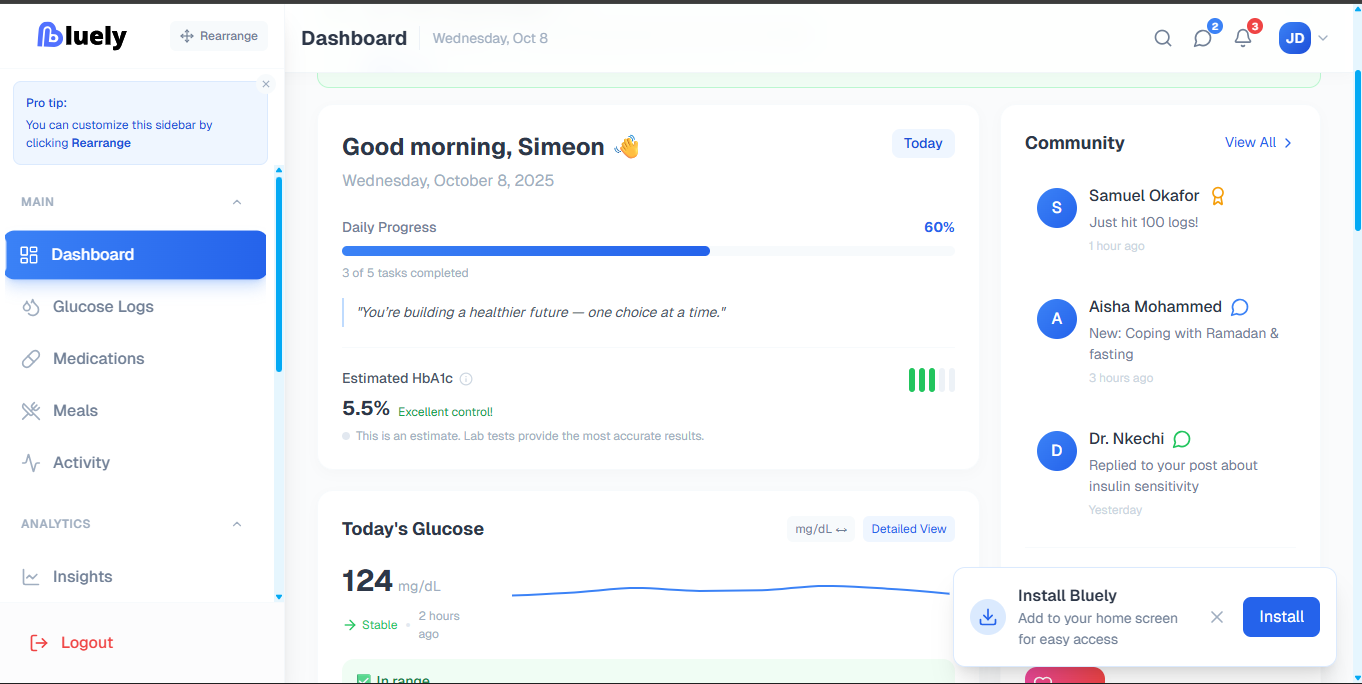 Bluely
Rearrange
Dashboard
Wednesday, Oct 8
2
3
JD
Pro tip:
You can customize this sidebar by
clicking Rearrange
MAIN
Dashboard
Glucose Logs
Medications
Meals
Activity
ANALYTICS
Insights
Logout
Good morning, Simeon 👋
Today
Wednesday, October 8, 2025
Daily Progress
60%
3 of 5 tasks completed
"You're building a healthier future — one choice at a time."
Estimated HbA1c
5.5% Excellent control!
This is an estimate. Lab tests provide the most accurate results.
Today's Glucose
mg/dL ↔
Detailed View
124 mg/dL
→ Stable
2 hours
ago
✅ In range
Community
View All
S
Samuel Okafor
Just hit 100 logs!
1 hour ago
A
Aisha Mohammed
New: Coping with Ramadan &
fasting
3 hours ago
D
Dr. Nkechi
Replied to your post about
insulin sensitivity
Yesterday
Install Bluely
Add to your home screen
for easy access
Install